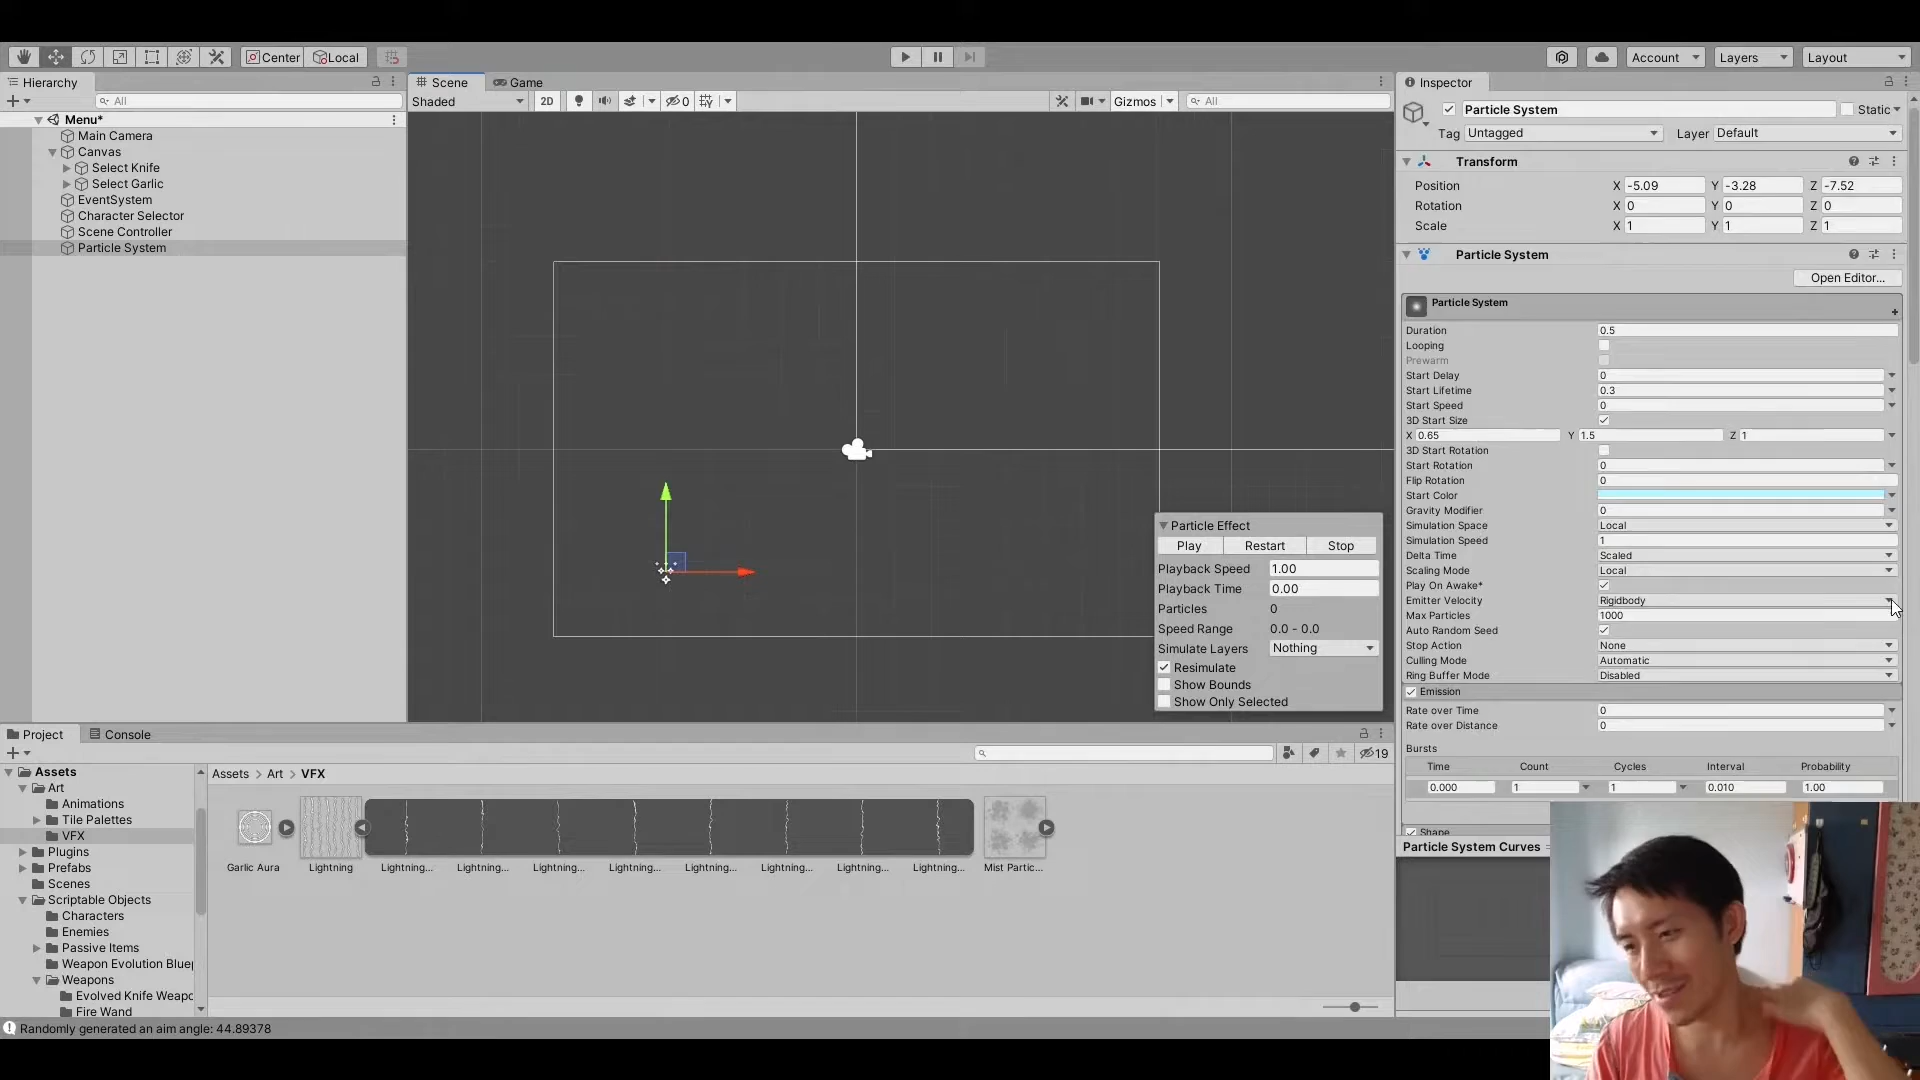 Center
Local
Account
Layers
Layout
Hierarchy
All
Menu*
Main Camera
Canvas
Select Knife
Select Garlic
EventSystem
Character Selector
Scene Controller
Particle System
Scene
Game
Shaded
2D
0
Gizmos
All
Particle Effect
Play
Restart
Stop
Playback Speed 1.00
Playback Time 0.00
Particles 0
Speed Range 0.0 - 0.0
Simulate Layers Nothing
Resimulate
Show Bounds
Show Only Selected
Inspector
Particle System
Static
Tag Untagged Layer Default
Transform
Position X -5.09 Y -3.28 Z -7.52
Rotation X 0 Y 0 Z 0
Scale X 1 Y 1 Z 1
Particle System
Open Editor...
Particle System
Duration 0.5
Looping
Prewarm
Start Delay 0
Start Lifetime 0.3
Start Speed 0
3D Start Size
X 0.65 Y 1.5 Z 1
3D Start Rotation
Start Rotation 0
Flip Rotation 0
Start Color
Gravity Modifier 0
Simulation Space Local
Simulation Speed 1
Delta Time Scaled
Scaling Mode Local
Play On Awake*
Emitter Velocity Rigidbody
Max Particles 1000
Auto Random Seed
Stop Action None
Culling Mode Automatic
Ring Buffer Mode Disabled
Emission
Rate over Time 0
Rate over Distance 0
Bursts
Time Count Cycles Interval Probability
0.000 1 1 0.010 1.00
Shape
Particle System Curves
Project
Console
19
Assets
Art
Animations
Tile Palettes
VFX
Plugins
Prefabs
Scenes
Scriptable Objects
Characters
Enemies
Passive Items
Weapon Evolution Bluep
Weapons
Evolved Knife Weapo
Fire Wand
Assets > Art > VFX
Garlic Aura
Lightning
Lightning...
Lightning...
Lightning...
Lightning...
Lightning...
Lightning...
Lightning...
Lightning...
Mist Partic...
Randomly generated an aim angle: 44.89378